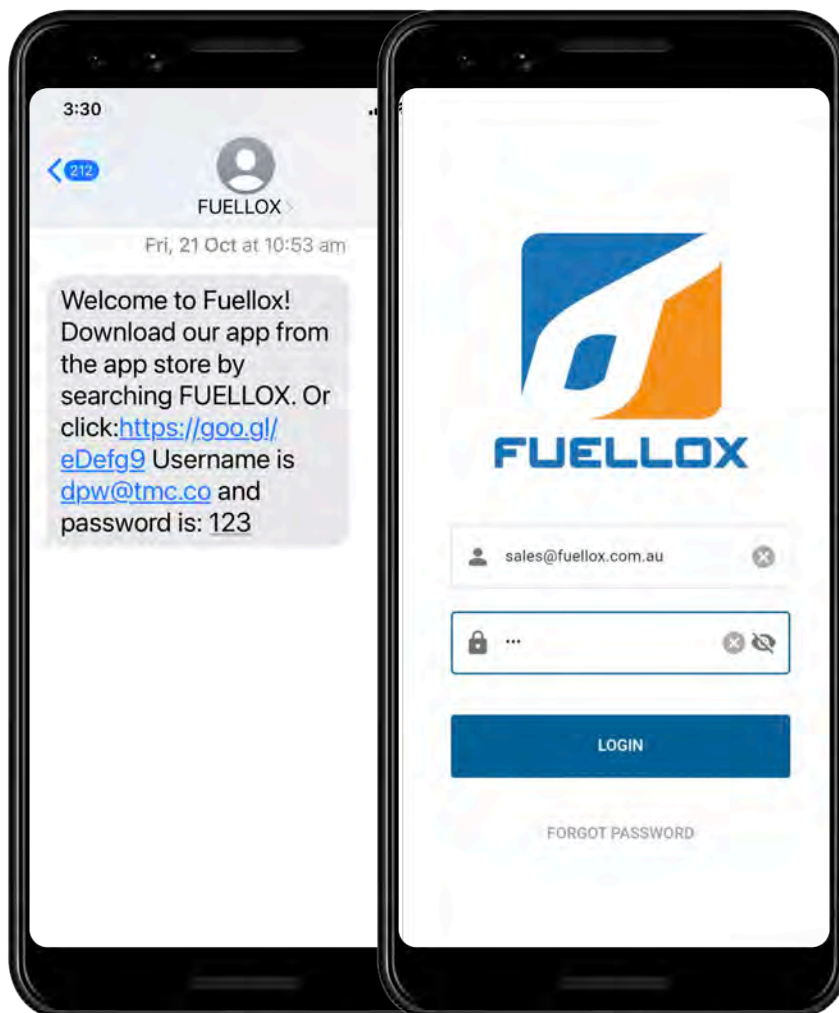 3:30
212
FUELLOX
Fri, 21 Oct at 10:53 am
Welcome to Fuellox!
Download our app from
the app store by
searching FUELLOX. Or
click:https://goo.gl/
eDefg9 Username is
dpw@tmc.co and
password is: 123
FUELLOX
sales@fuellox.com.au
•••
LOGIN
FORGOT PASSWORD